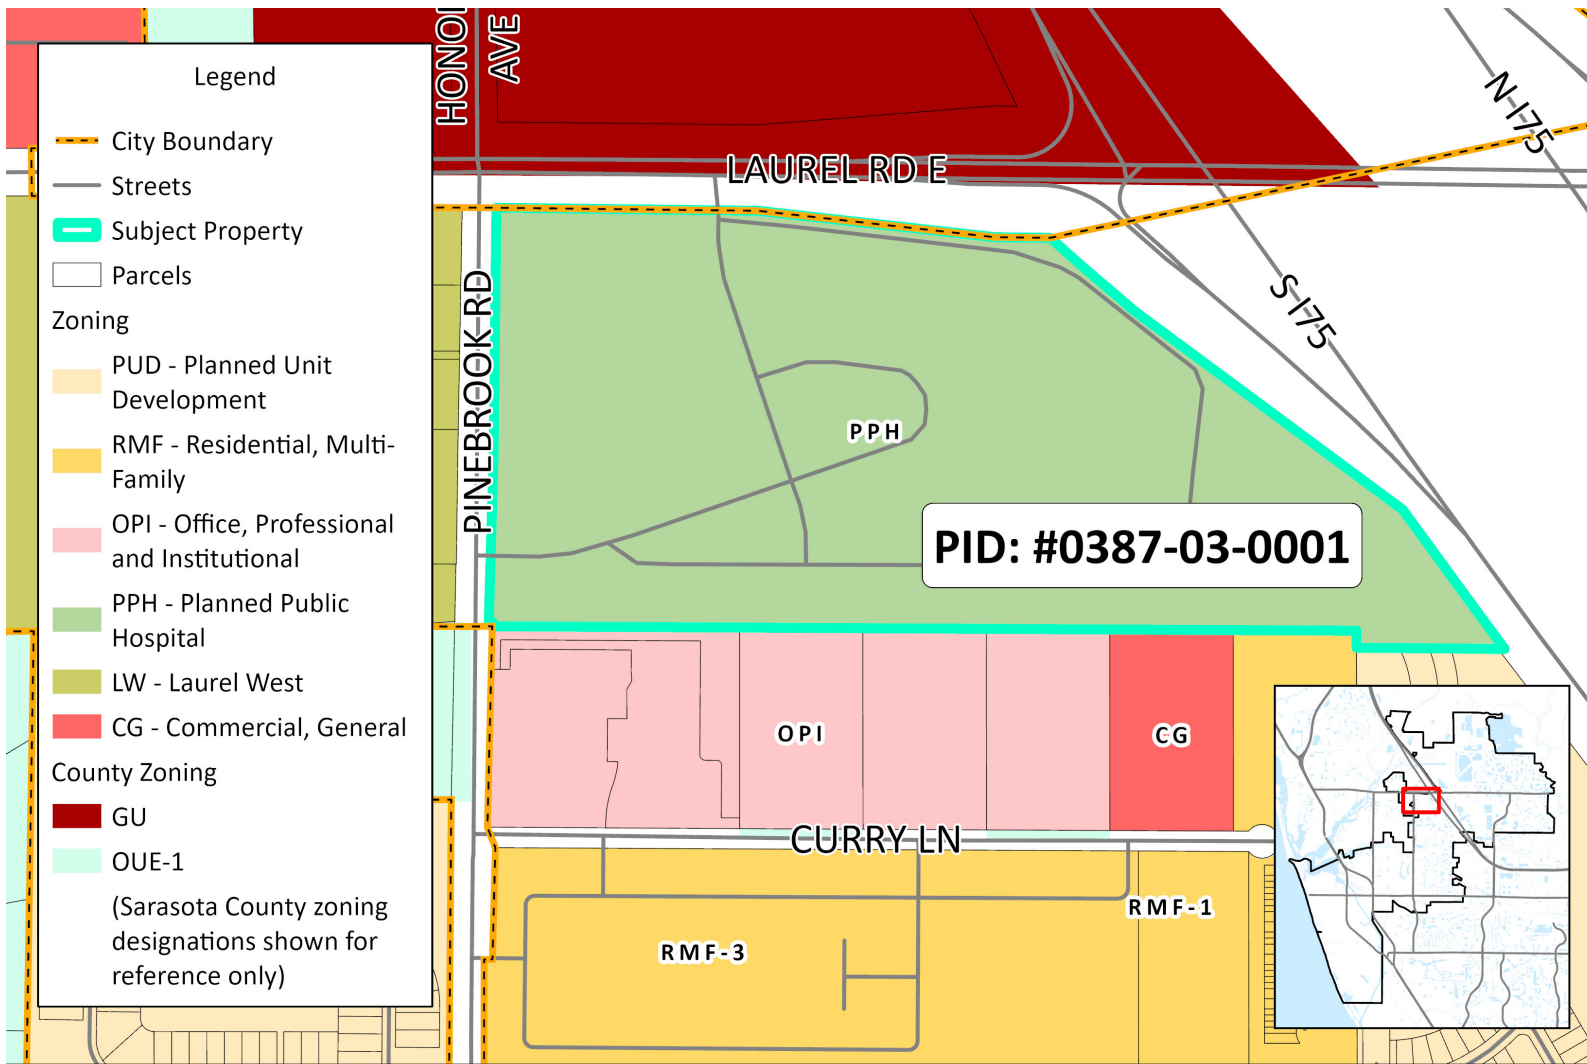 Legend
City Boundary
Streets
Subject Property
Parcels
Zoning
PUD - Planned Unit
Development
RMF - Residential, Multi-
Family
OPI - Office, Professional
and Institutional
PPH - Planned Public
Hospital
LW - Laurel West
CG - Commercial, General
County Zoning
GU
OUE-1
(Sarasota County zoning
designations shown for
reference only)
AVE
LAUREL RD E
N I75
S I75
PINEBROOK RD
PPH
PID: #0387-03-0001
OPI
CG
CURRY LN
RMF-1
RMF-3